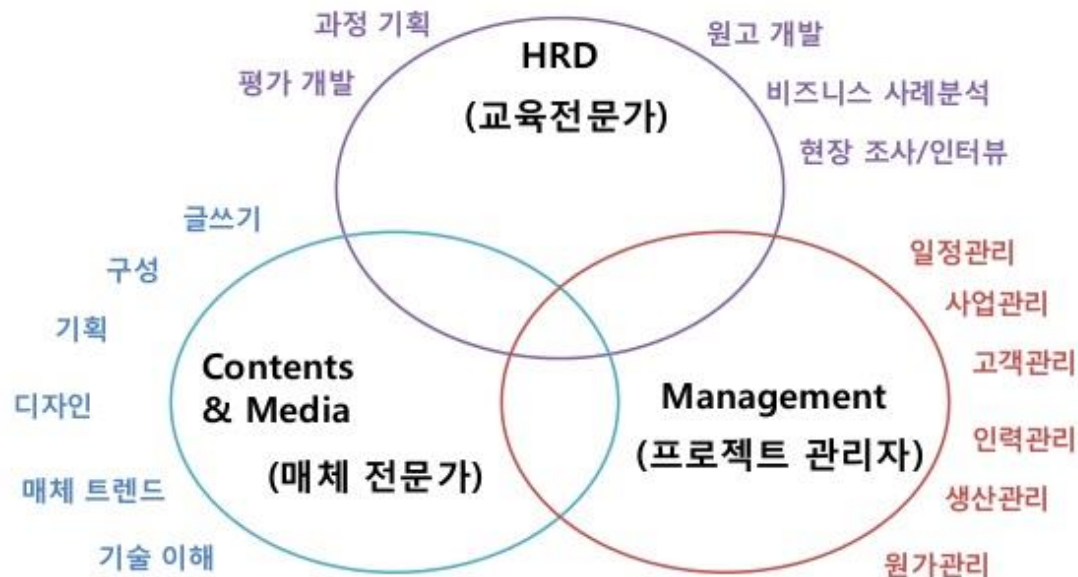 과정 기획
평가 개발
HRD
(교육전문가)
원고 개발
비즈니스 사례분석
현장 조사/인터뷰
글쓰기
구성
기획
디자인
매체 트렌드
기술 이해
Contents
& Media
(매체 전문가)
Management
(프로젝트 관리자)
일정관리
사업관리
고객관리
인력관리
생산관리
원가관리